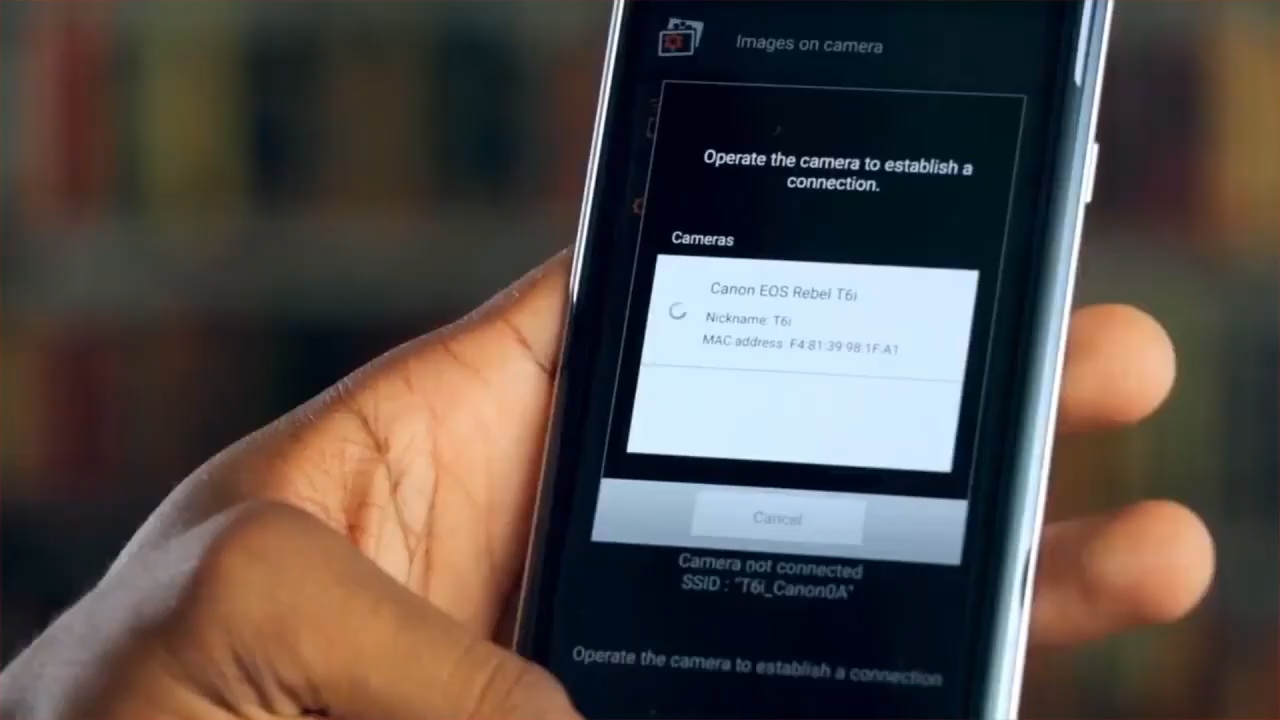 Images on camera
Operate the camera to establish a
connection.
Cameras
Canon EOS Rebel T6i
Nickname: T6i
MAC address: F4:81:39:98:1F:A1
Cancel
Camera not connected
SSID : "T6i_Canon0A"
Operate the camera to establish a connection